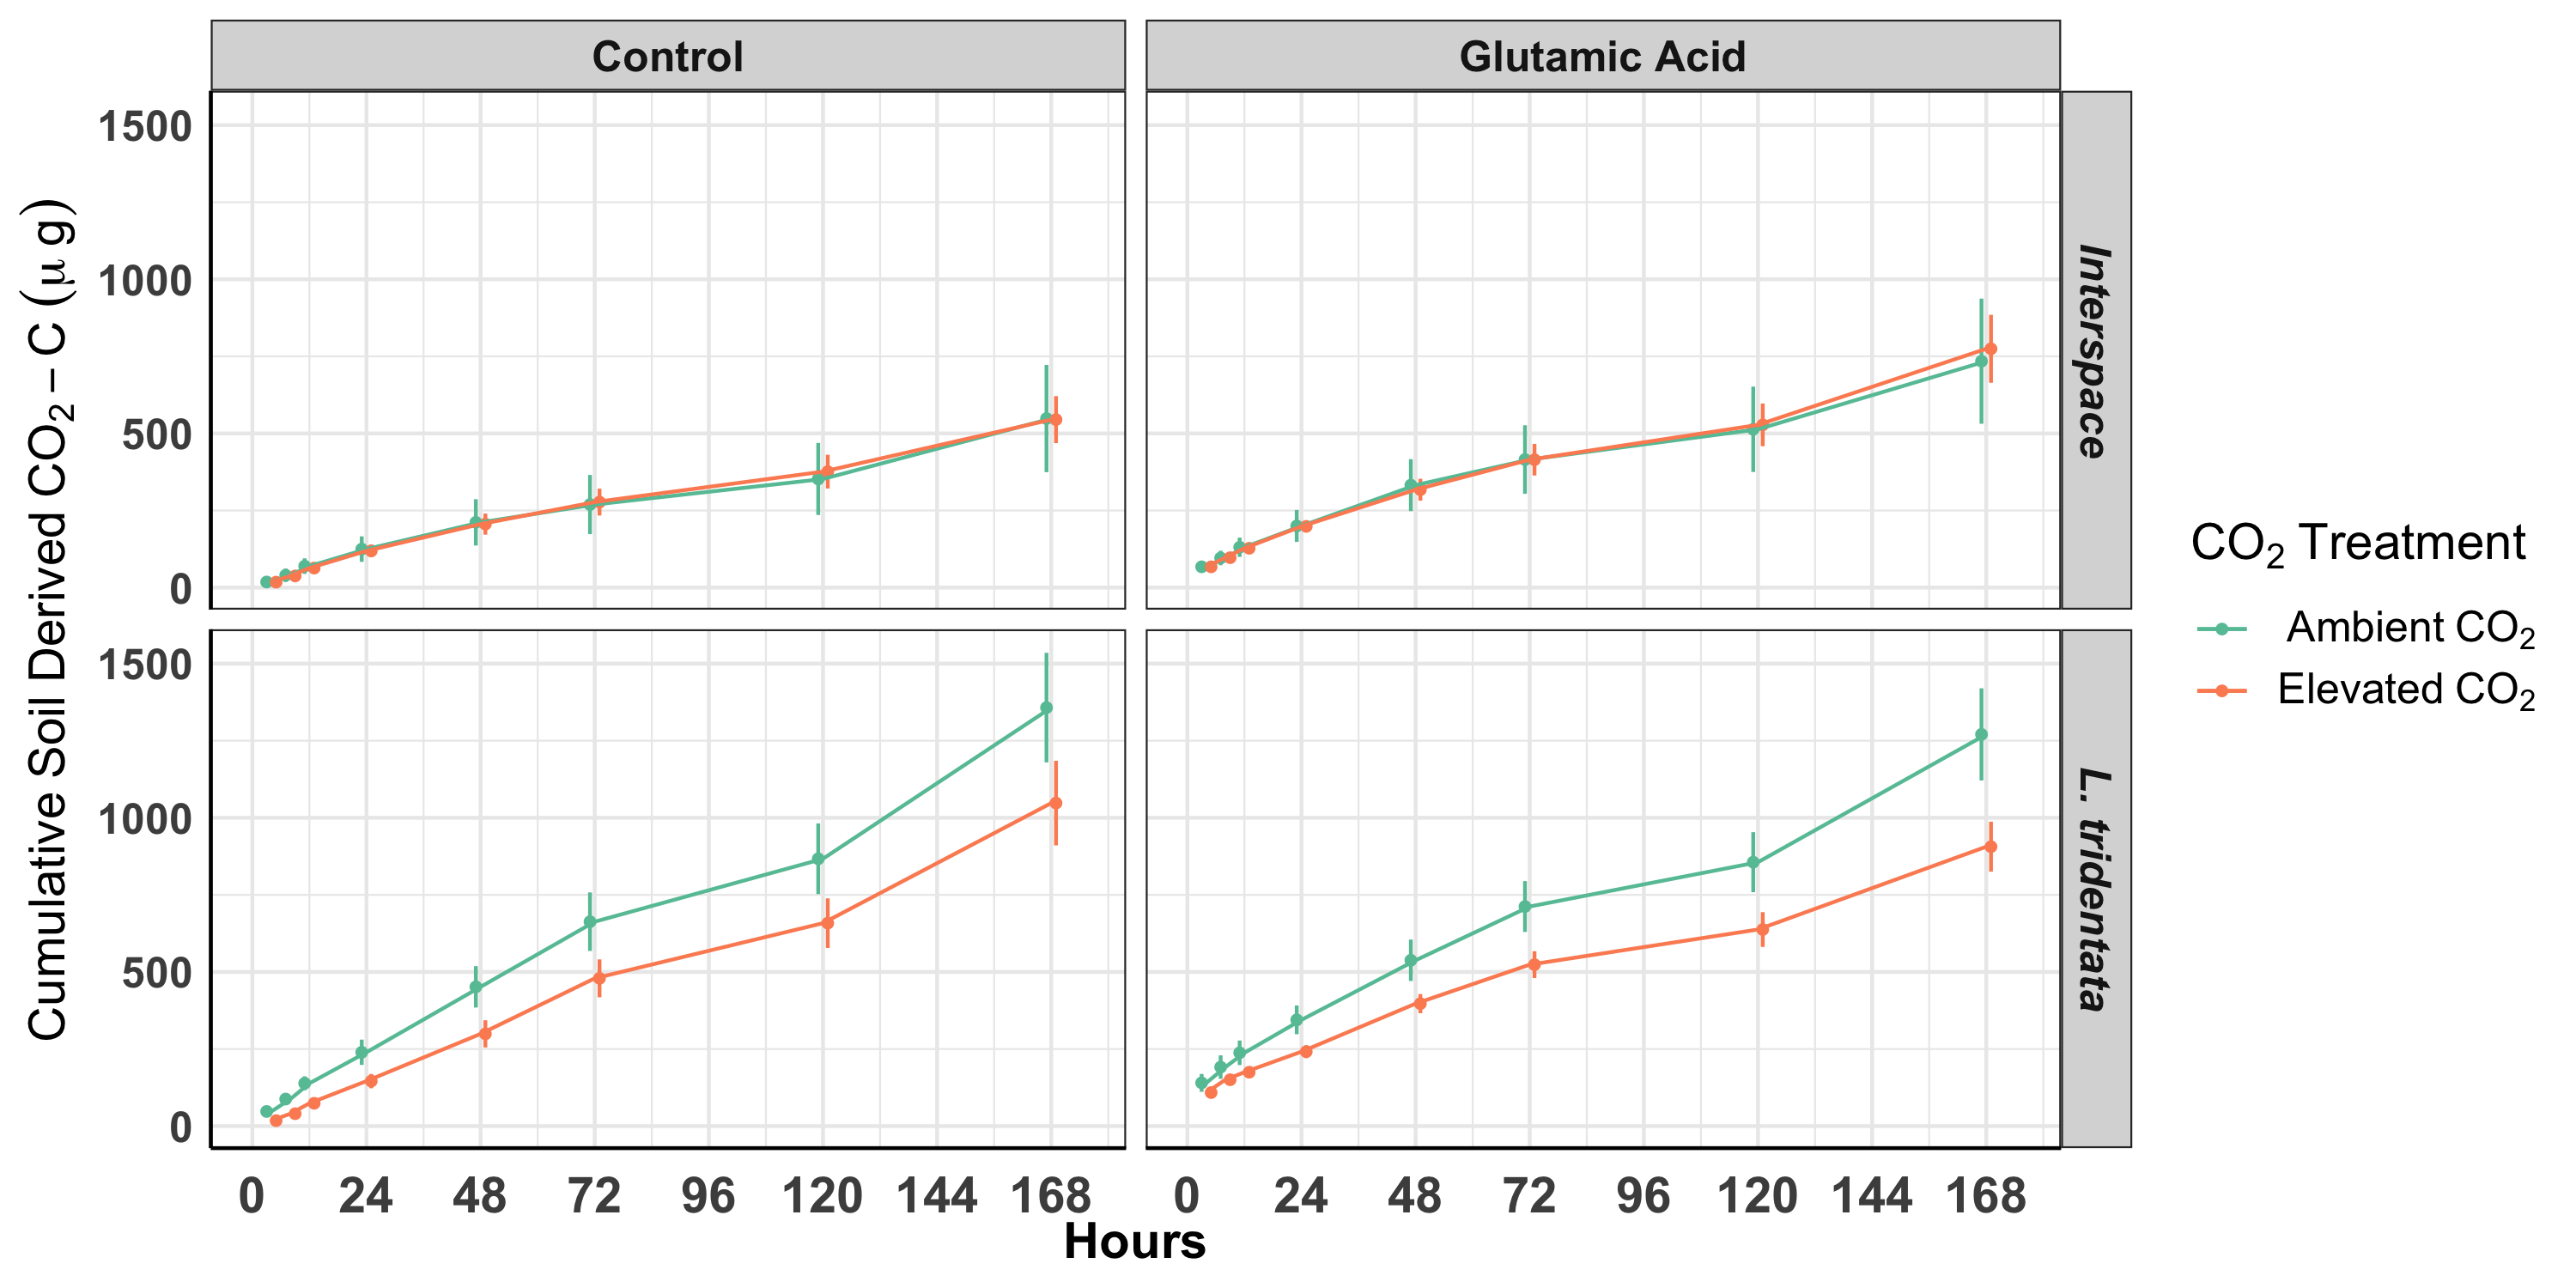 Control
Glutamic Acid
Cumulative Soil Derived CO₂ – C (μ g)
1500
1000
500
0
Interspace
1500
1000
500
0
L. tridentata
0 24 48 72 96 120 144 168
0 24 48 72 96 120 144 168
Hours
CO₂ Treatment
Ambient CO₂
Elevated CO₂